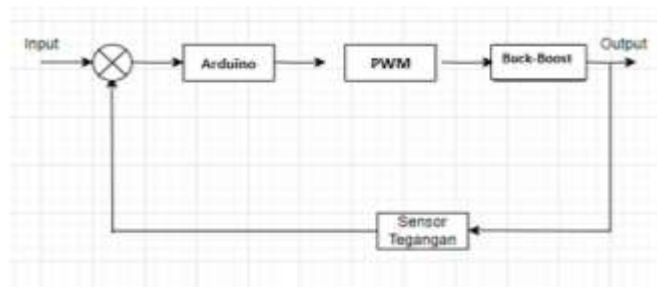 Input
Output
Arduino
PWM
Buck-Boost
Sensor
Tegangan